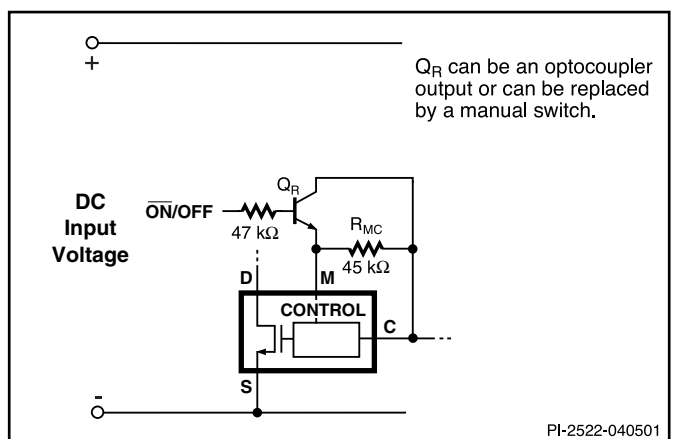 +
Q_R can be an optocoupler
output or can be replaced
by a manual switch.
DC
Input
Voltage
ON/OFF
47 kΩ
Q_R
R_MC
45 kΩ
D
M
CONTROL
C
S
-
PI-2522-040501